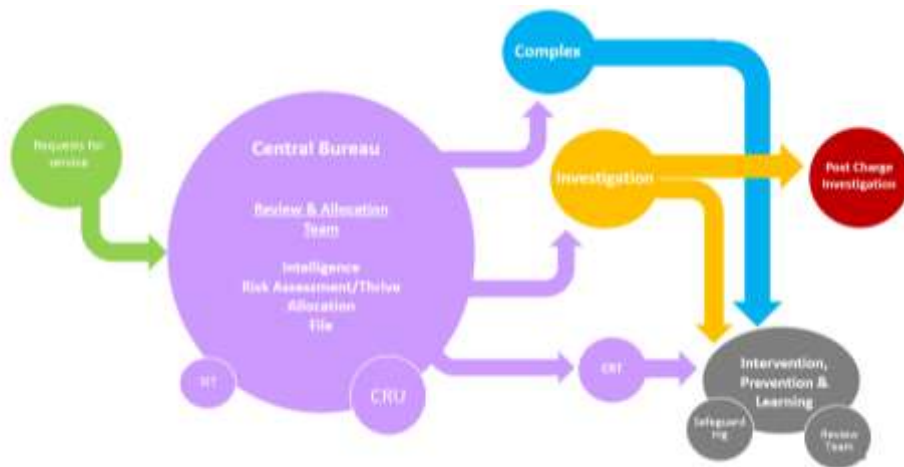 Complex
Requests for
service
Central Bureau
Review & Allocation
Team
Intelligence
Risk Assessment/Thrive
Allocation
File
CRU
Investigation
Post Charge
Investigation
Intervention,
Prevention &
Learning
Safeguard
ing
Review
Team